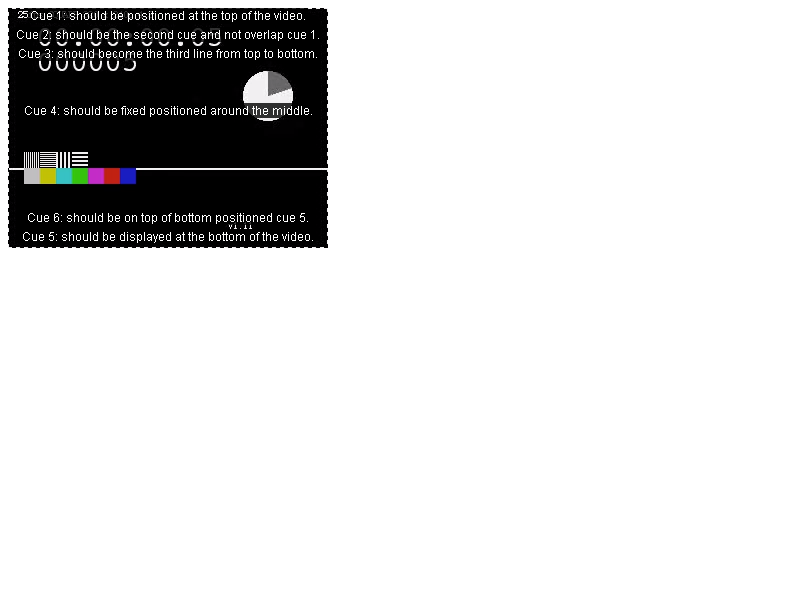 25
Cue 1: should be positioned at the top of the video.
Cue 2: should be the second cue and not overlap cue 1.
Cue 3: should become the third line from top to bottom.
000005
Cue 4: should be fixed positioned around the middle.
Cue 6: should be on top of bottom positioned cue 5.
v1.11
Cue 5: should be displayed at the bottom of the video.